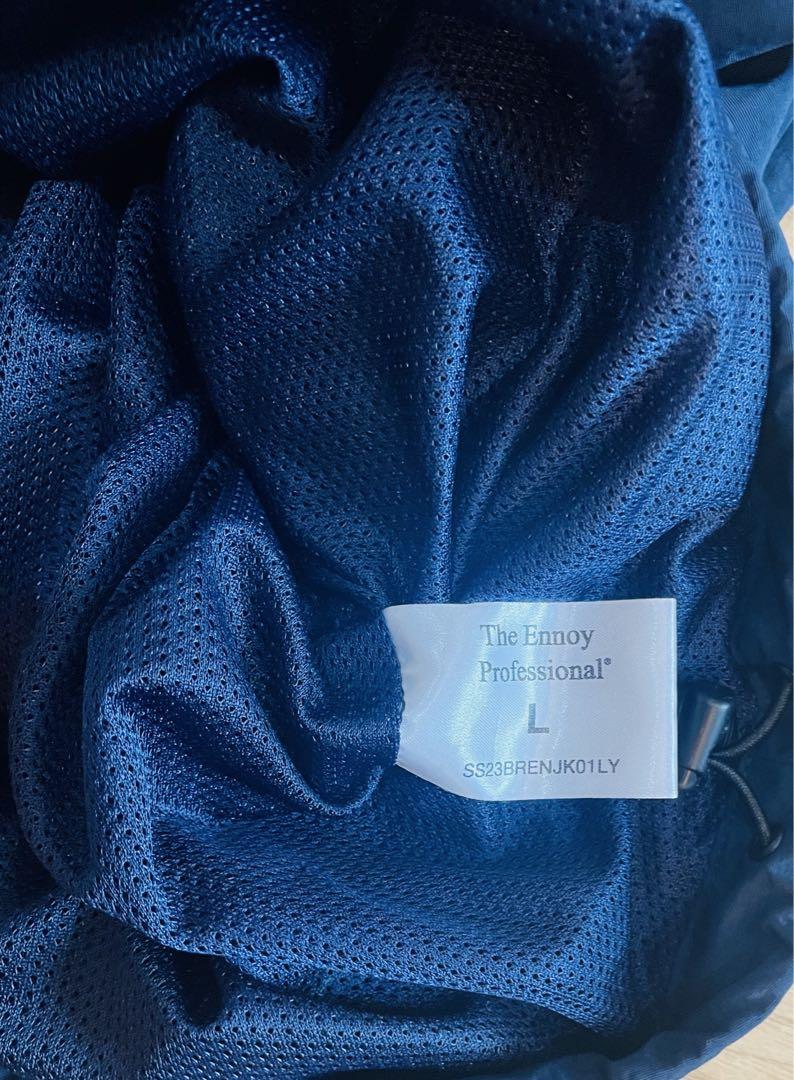 The Ennoy
Professional®
L
SS23BRENJK01LY